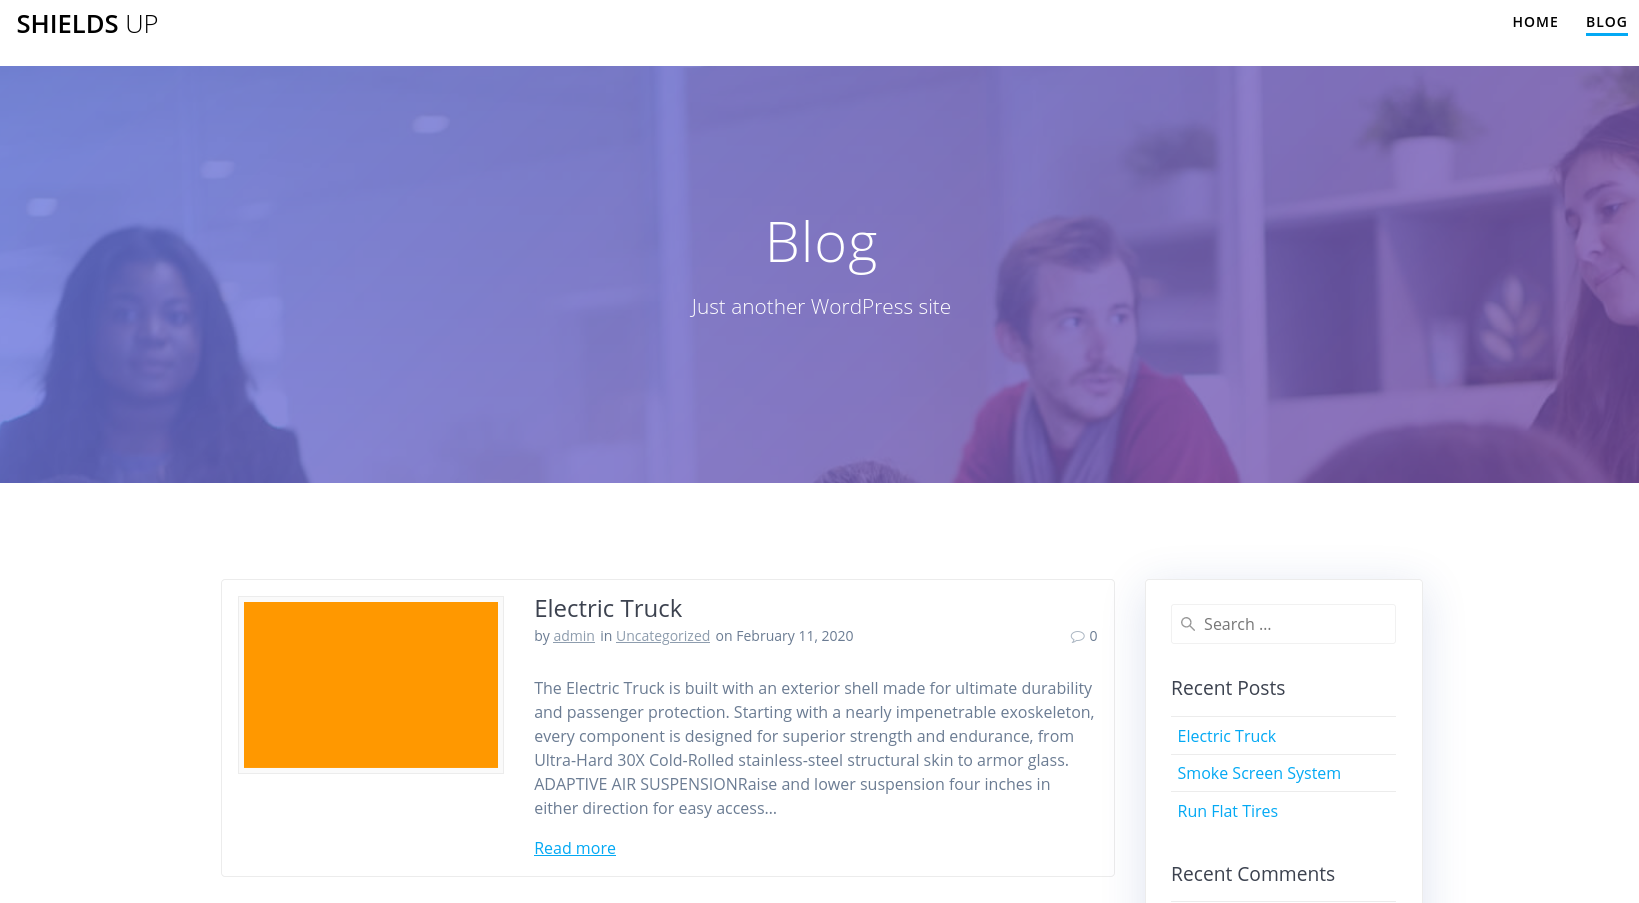 SHIELDS UP
HOME
BLOG
Blog
Just another WordPress site
Electric Truck
by admin in Uncategorized on February 11, 2020
0
The Electric Truck is built with an exterior shell made for ultimate durability
and passenger protection. Starting with a nearly impenetrable exoskeleton,
every component is designed for superior strength and endurance, from
Ultra-Hard 30X Cold-Rolled stainless-steel structural skin to armor glass.
ADAPTIVE AIR SUSPENSIONRaise and lower suspension four inches in
either direction for easy access...
Read more
Search ...
Recent Posts
Electric Truck
Smoke Screen System
Run Flat Tires
Recent Comments